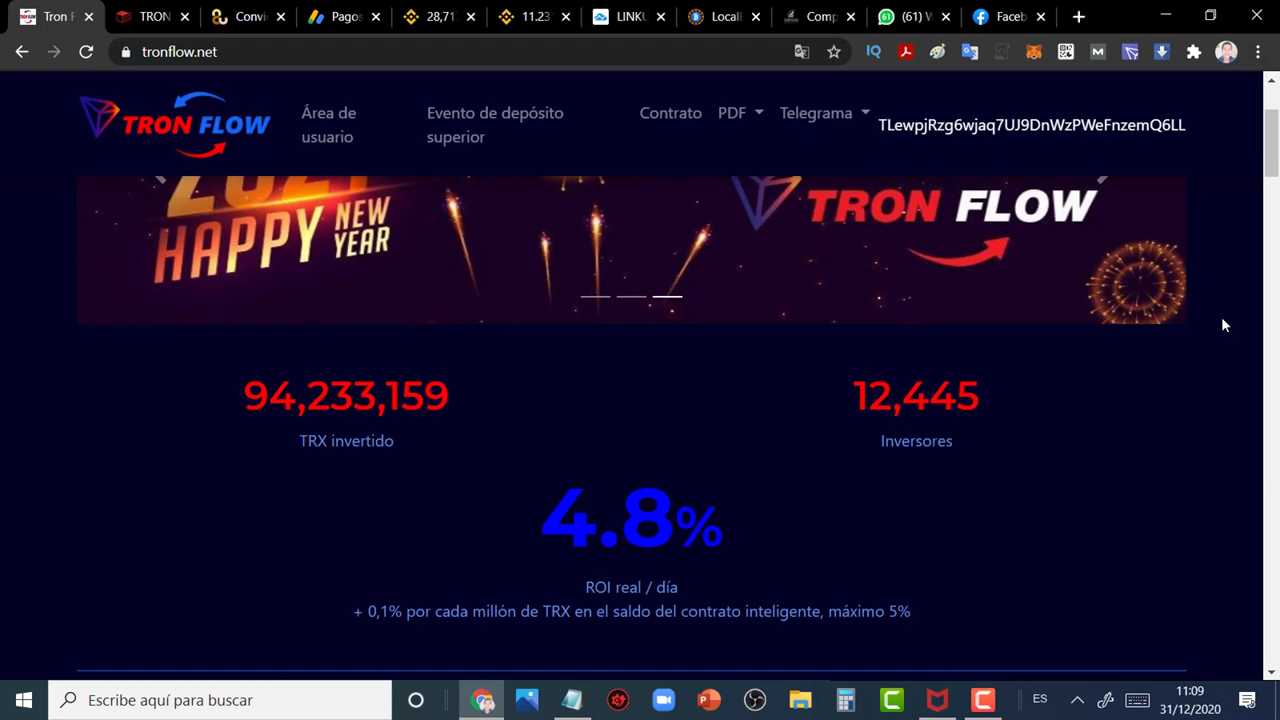 Tron F
TRON
Convi
Pagos
28,71
11.23
LINKU
Locall
Comp
(61) W
Faceb
tronflow.net
TRON FLOW
Área de usuario
Evento de depósito superior
Contrato
PDF
Telegrama
TLewpjRzg6wjaq7UJ9DnWzPWeFnzemQ6LL
2021
HAPPY NEW YEAR
TRON FLOW
94,233,159
TRX invertido
12,445
Inversores
4.8%
ROI real / día
+ 0,1% por cada millón de TRX en el saldo del contrato inteligente, máximo 5%
Escribe aquí para buscar
ES
11:09
31/12/2020